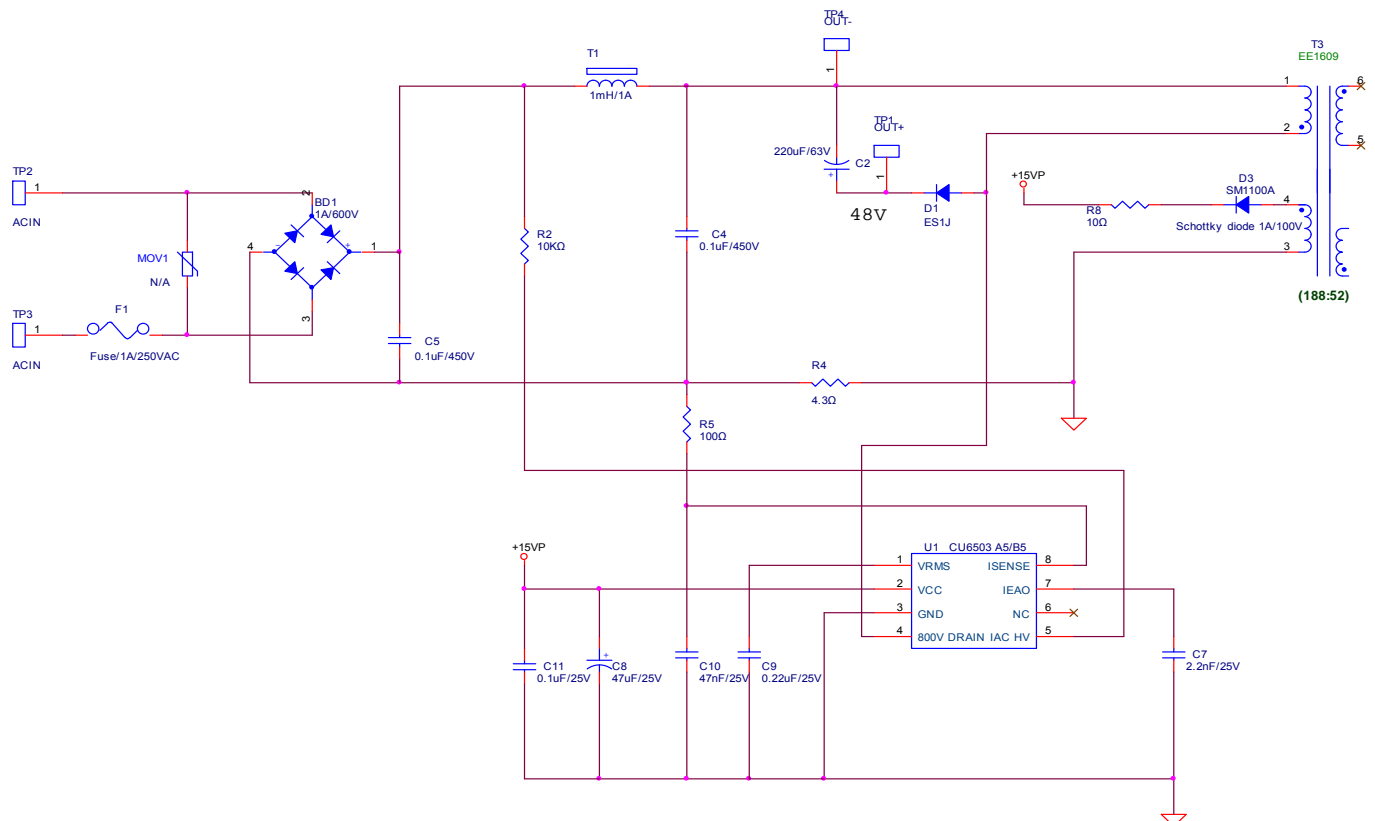 TP4
OUT-
1
T3
EE1609
T1
1mH/1A
1
6
2
5
TP1
OUT+
1
220uF/63V
C2
+
48V
D1
ES1J
+15VP
R8
10Ω
D3
SM1100A
Schottky diode 1A/100V
4
3
(188:52)
TP2
1
ACIN
2
BD1
1A/600V
4
-
+
1
3
MOV1
N/A
TP3
1
ACIN
F1
Fuse/1A/250VAC
R2
10KΩ
C4
0.1uF/450V
C5
0.1uF/450V
R4
4.3Ω
R5
100Ω
+15VP
U1 CU6503 A5/B5
1
VRMS
ISENSE
8
2
VCC
IEAO
7
3
GND
NC
6
4
800V DRAIN
IAC HV
5
C11
0.1uF/25V
+
C8
47uF/25V
C10
47nF/25V
C9
0.22uF/25V
C7
2.2nF/25V